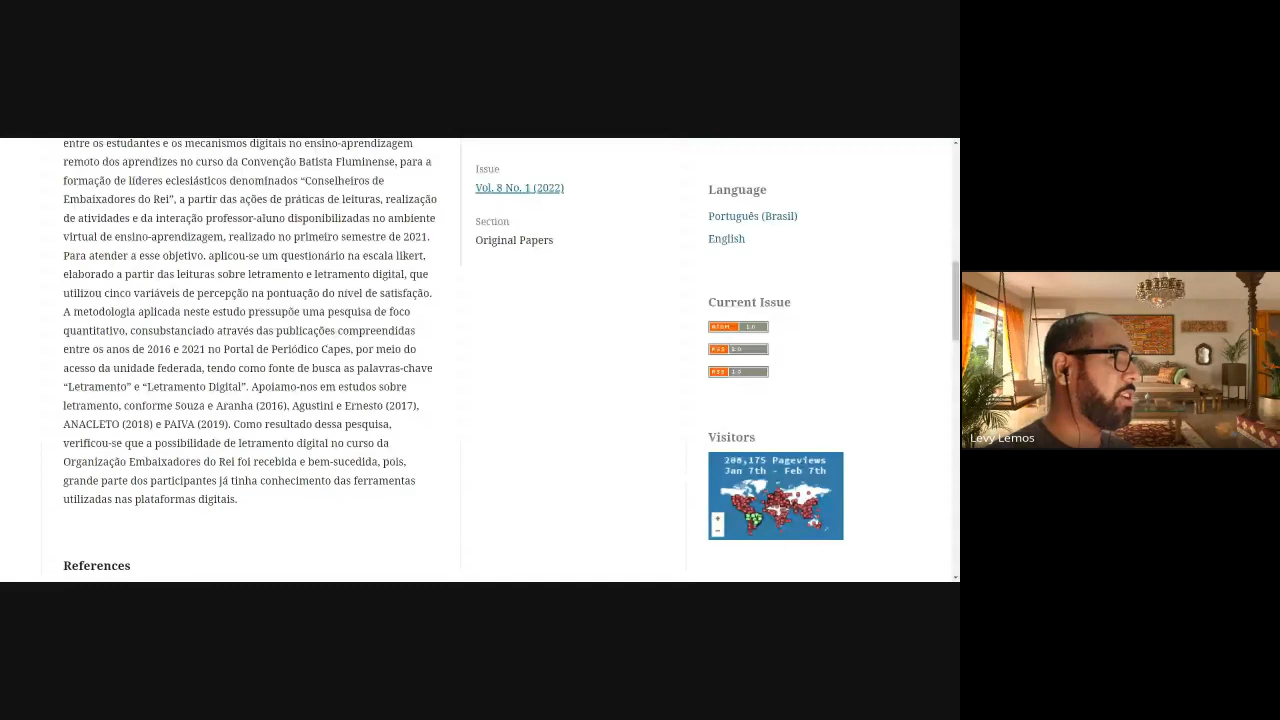 entre os estudantes e os mecanismos digitais no ensino-aprendizagem
remoto dos aprendizes no curso da Convenção Batista Fluminense, para a
formação de líderes eclesiásticos denominados “Conselheiros de
Embaixadores do Rei”, a partir das ações de práticas de leituras, realização
de atividades e da interação professor-aluno disponibilizadas no ambiente
virtual de ensino-aprendizagem, realizado no primeiro semestre de 2021.
Para atender a esse objetivo, aplicou-se um questionário na escala likert,
elaborado a partir das leituras sobre letramento e letramento digital, que
utilizou cinco variáveis de percepção na pontuação do nível de satisfação.
A metodologia aplicada neste estudo pressupõe uma pesquisa de foco
quantitativo, consubstanciado através das publicações compreendidas
entre os anos de 2016 e 2021 no Portal de Periódico Capes, por meio do
acesso da unidade federada, tendo como fonte de busca as palavras-chave
“Letramento” e “Letramento Digital”. Apoiamo-nos em estudos sobre
letramento, conforme Souza e Aranha (2016), Agustini e Ernesto (2017),
ANACLETO (2018) e PAIVA (2019). Como resultado dessa pesquisa,
verificou-se que a possibilidade de letramento digital no curso da
Organização Embaixadores do Rei foi recebida e bem-sucedida, pois,
grande parte dos participantes já tinha conhecimento das ferramentas
utilizadas nas plataformas digitais.
References
Issue
Vol. 8 No. 1 (2022)
Section
Original Papers
Language
Português (Brasil)
English
Current Issue
ATOM 1.0
RSS 2.0
RSS 1.0
Visitors
208,175 Pageviews
Jan 7th - Feb 7th
+
−
Levy Lemos